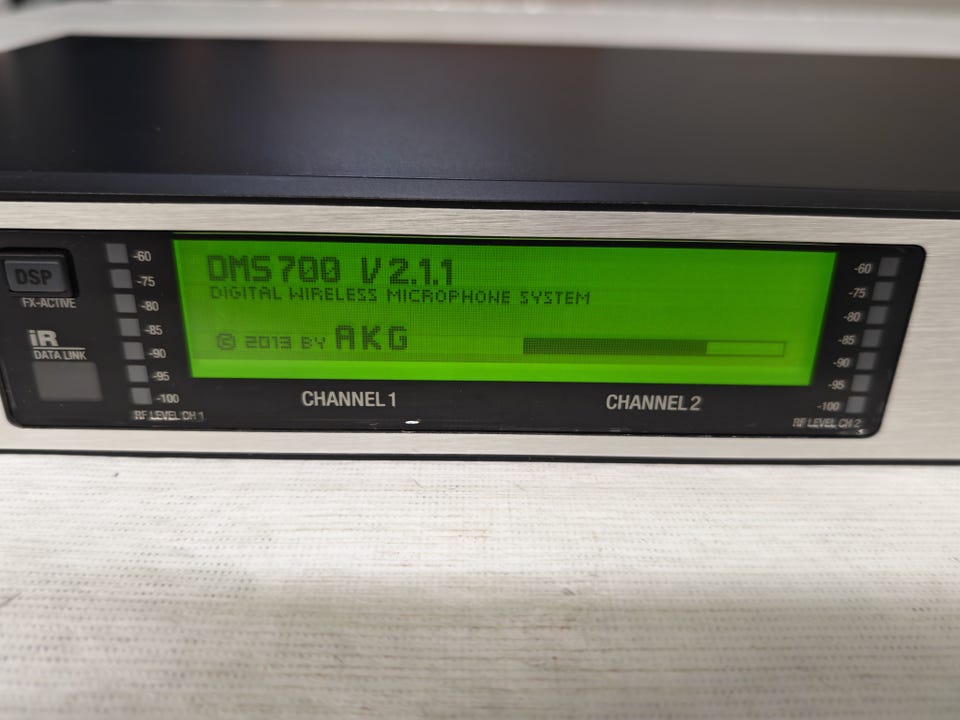 DSP
FX-ACTIVE
iR
DATA LINK
-60
-75
-80
-85
-90
-95
-100
RF LEVEL CH 1
DMS700 V2.1.1
DIGITAL WIRELESS MICROPHONE SYSTEM
© 2013 BY AKG
CHANNEL 1
CHANNEL 2
-60
-75
-80
-85
-90
-95
-100
RF LEVEL CH 2